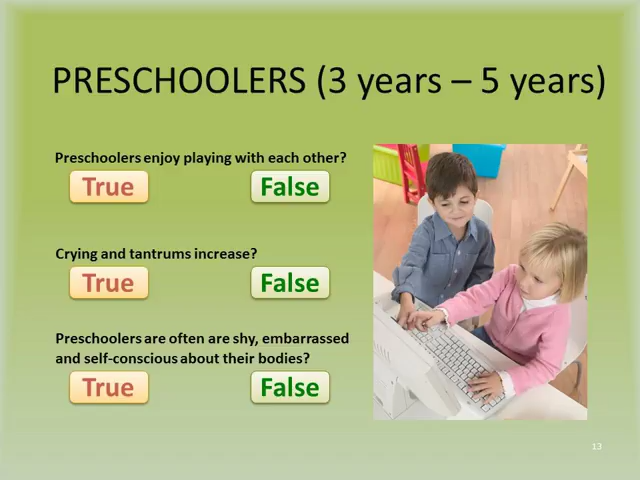 PRESCHOOLERS (3 years – 5 years)
Preschoolers enjoy playing with each other?
True False
Crying and tantrums increase?
True False
Preschoolers are often are shy, embarrassed
and self-conscious about their bodies?
True False
13